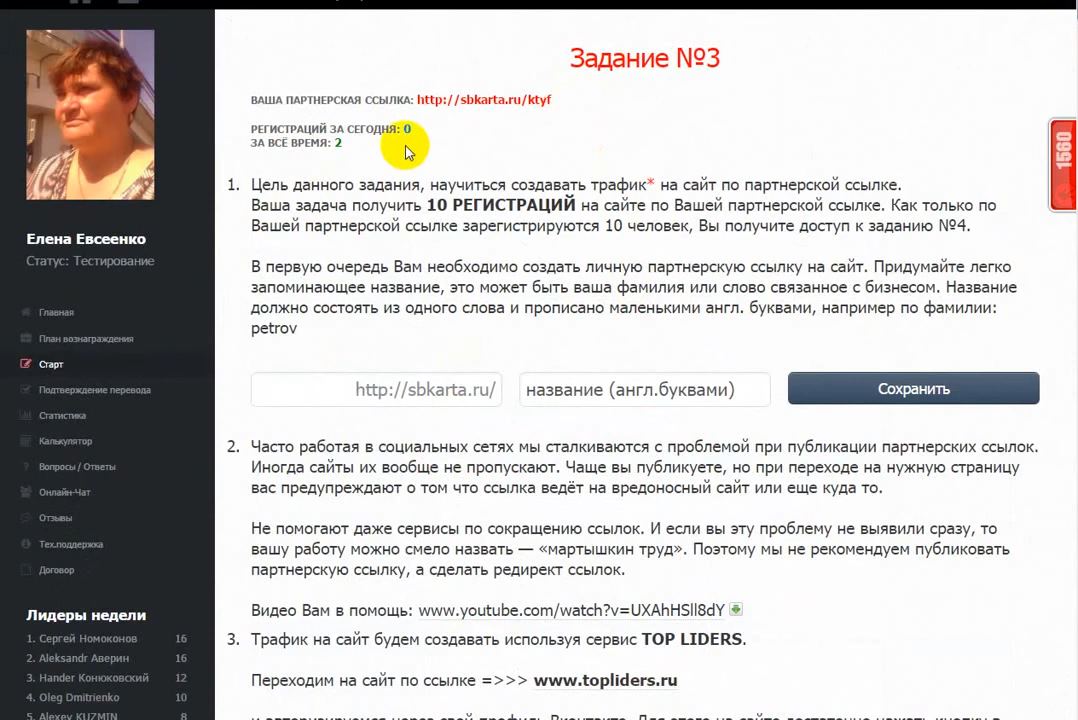 Задание №3
ВАША ПАРТНЕРСКАЯ ССЫЛКА: http://sbkarta.ru/ktyf
РЕГИСТРАЦИЙ ЗА СЕГОДНЯ: 0
ЗА ВСЁ ВРЕМЯ: 2
1560
1. Цель данного задания, научиться создавать трафик* на сайт по партнерской ссылке.
Ваша задача получить 10 РЕГИСТРАЦИЙ на сайте по Вашей партнерской ссылке. Как только по
Вашей партнерской ссылке зарегистрируются 10 человек, Вы получите доступ к заданию №4.
В первую очередь Вам необходимо создать личную партнерскую ссылку на сайт. Придумайте легко
запоминающее название, это может быть ваша фамилия или слово связанное с бизнесом. Название
должно состоять из одного слова и прописано маленькими англ. буквами, например по фамилии:
petrov
http://sbkarta.ru/ название (англ.буквами) Сохранить
2. Часто работая в социальных сетях мы сталкиваются с проблемой при публикации партнерских ссылок.
Иногда сайты их вообще не пропускают. Чаще вы публикуете, но при переходе на нужную страницу
вас предупреждают о том что ссылка ведёт на вредоносный сайт или еще куда то.
Не помогают даже сервисы по сокращению ссылок. И если вы эту проблему не выявили сразу, то
вашу работу можно смело назвать — «мартышкин труд». Поэтому мы не рекомендуем публиковать
партнерскую ссылку, а сделать редирект ссылок.
Видео Вам в помощь: www.youtube.com/watch?v=UXAhHSll8dY
3. Трафик на сайт будем создавать используя сервис TOP LIDERS.
Переходим на сайт по ссылке =>>> www.topliders.ru
Елена Евсеенко
Статус: Тестирование
Главная
План вознаграждения
Старт
Подтверждение перевода
Статистика
Калькулятор
Вопросы / Ответы
Онлайн-Чат
Отзывы
Тех.поддержка
Договор
Лидеры недели
1. Сергей Номоконов 16
2. Aleksandr Аверин 16
3. Hander Конюховский 12
4. Oleg Dmitrienko 10
5. Alexey KUZMIN 8